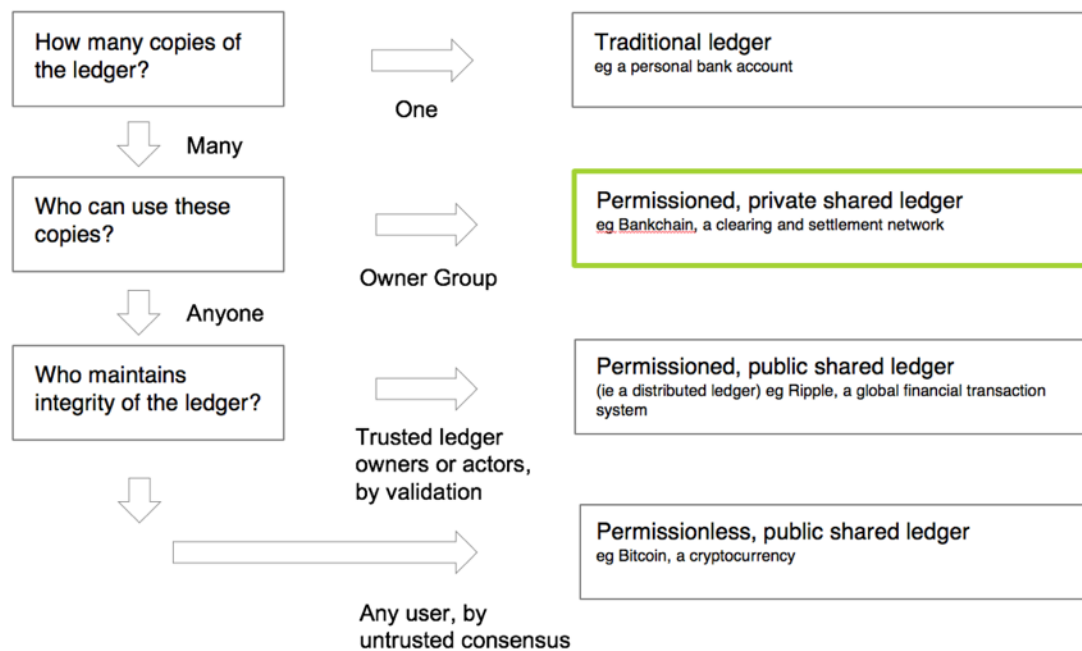 How many copies of
the ledger?
One
Traditional ledger
eg a personal bank account
Many
Who can use these
copies?
Owner Group
Permissioned, private shared ledger
eg Bankchain, a clearing and settlement network
Anyone
Who maintains
integrity of the ledger?
Trusted ledger
owners or actors,
by validation
Permissioned, public shared ledger
(ie a distributed ledger) eg Ripple, a global financial transaction
system
Any user, by
untrusted consensus
Permissionless, public shared ledger
eg Bitcoin, a cryptocurrency